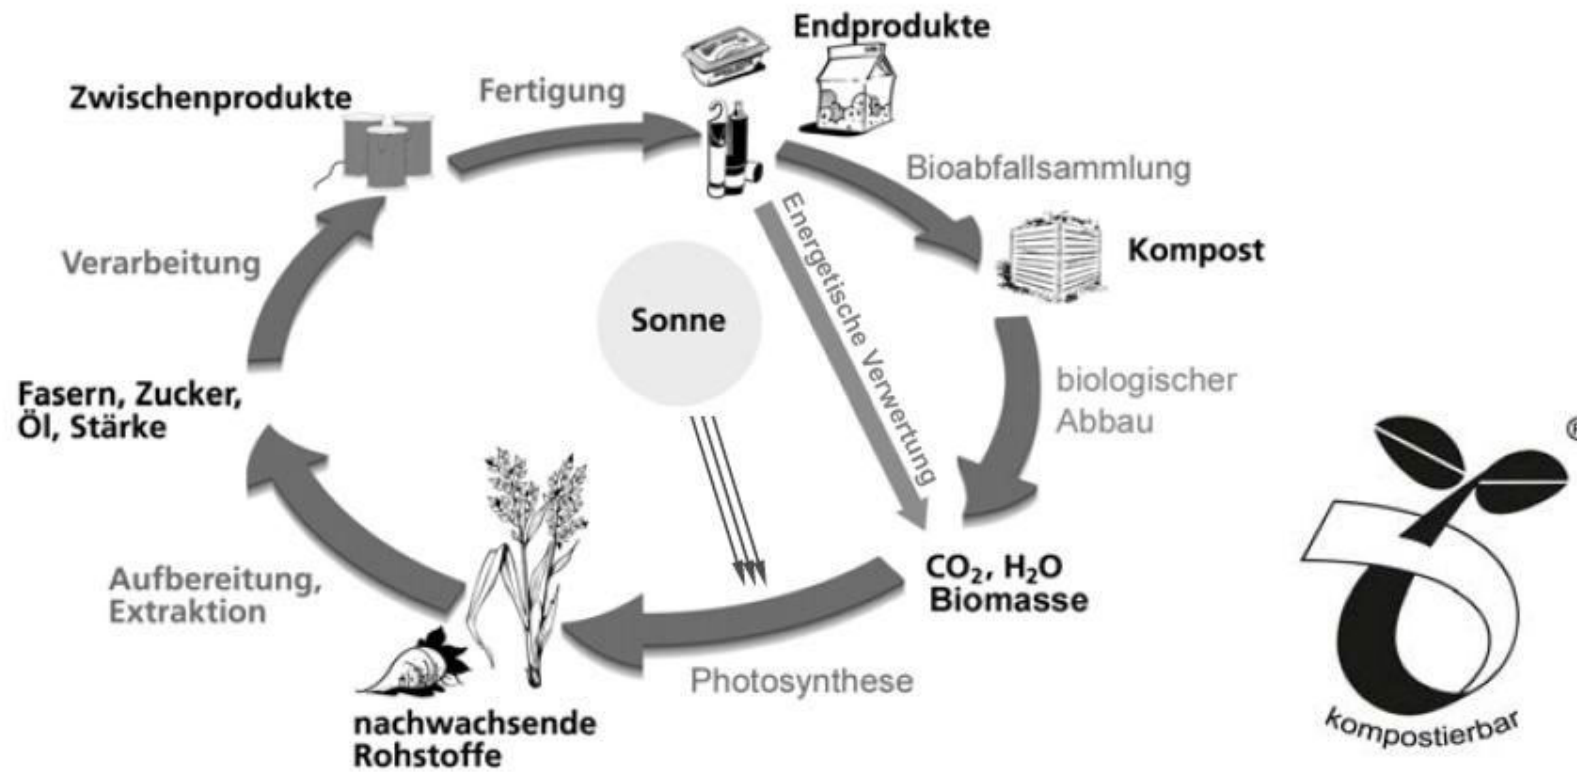 Endprodukte
Zwischenprodukte
Fertigung
Bioabfallsammlung
Kompost
Energetische Verwertung
Verarbeitung
Sonne
Fasern, Zucker,
Öl, Stärke
biologischer
Abbau
CO₂, H₂O
Biomasse
Aufbereitung,
Extraktion
Photosynthese
nachwachsende
Rohstoffe
®
kompostierbar